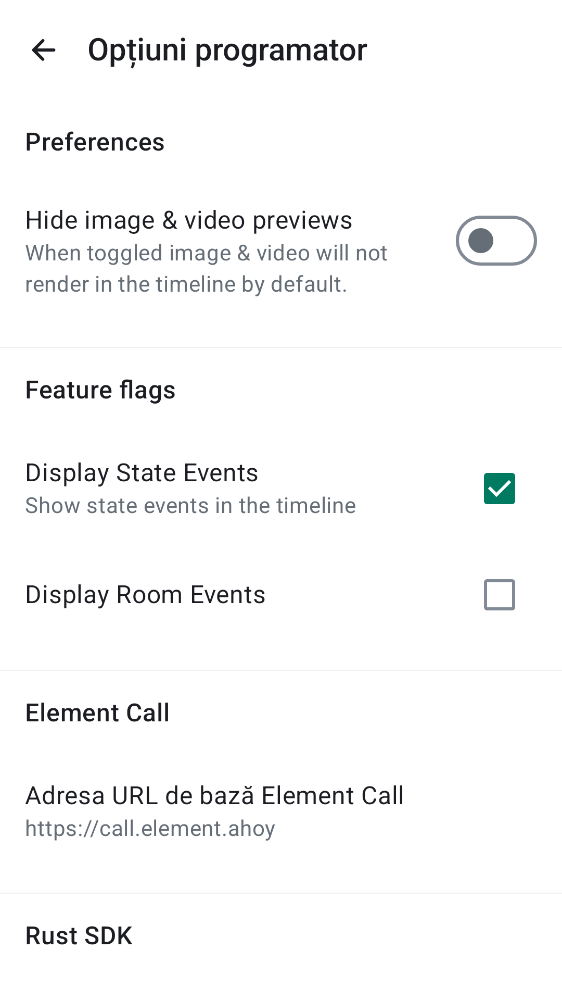 Opțiuni programator
Preferences
Hide image & video previews
When toggled image & video will not
render in the timeline by default.
Feature flags
Display State Events
Show state events in the timeline
Display Room Events
Element Call
Adresa URL de bază Element Call
https://call.element.ahoy
Rust SDK